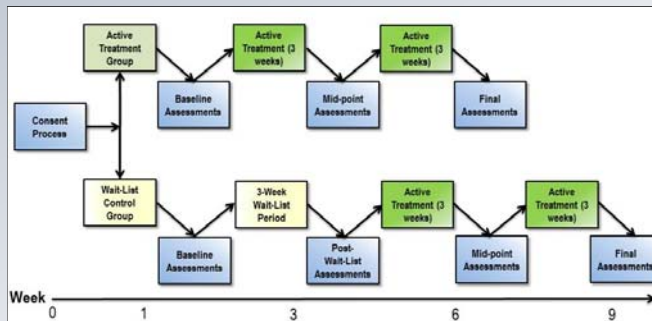 Active
Treatment
Group
Active
Treatment (3
weeks)
Active
Treatment (3
weeks)
Consent
Process
Baseline
Assessments
Mid-point
Assessments
Final
Assessments
Wait-List
Control
Group
3-Week
Wait-List
Period
Active
Treatment (3
weeks)
Active
Treatment (3
weeks)
Baseline
Assessments
Post-
Wait-List
Assessments
Mid-point
Assessments
Final
Assessments
Week
0 1 3 6 9